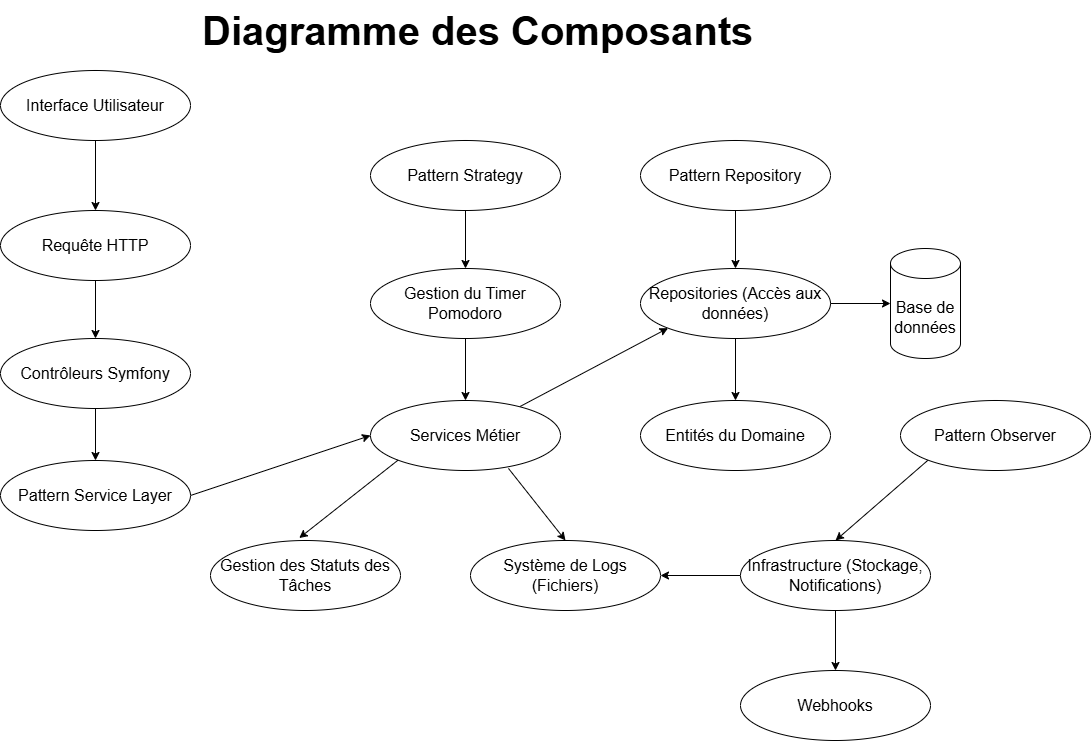 Diagramme des Composants
Interface Utilisateur
Pattern Strategy
Pattern Repository
Requête HTTP
Gestion du Timer
Pomodoro
Repositories (Accès aux
données)
Base de
données
Contrôleurs Symfony
Services Métier
Entités du Domaine
Pattern Observer
Pattern Service Layer
Gestion des Statuts des
Tâches
Système de Logs
(Fichiers)
Infrastructure (Stockage,
Notifications)
Webhooks